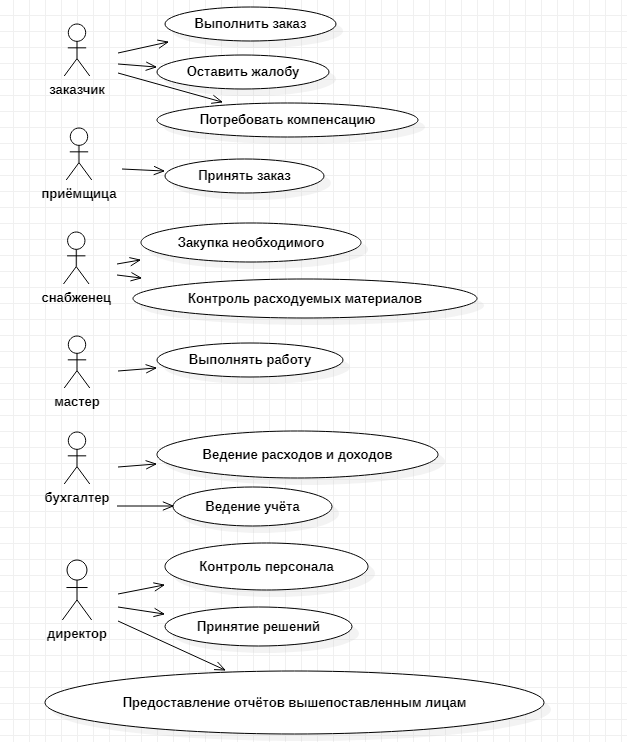 Выполнить заказ
Оставить жалобу
заказчик
Потребовать компенсацию
Принять заказ
приёмщица
Закупка необходимого
снабженец
Контроль расходуемых материалов
Выполнять работу
мастер
Ведение расходов и доходов
бухгалтер
Ведение учёта
Контроль персонала
Принятие решений
директор
Предоставление отчётов вышепоставленным лицам